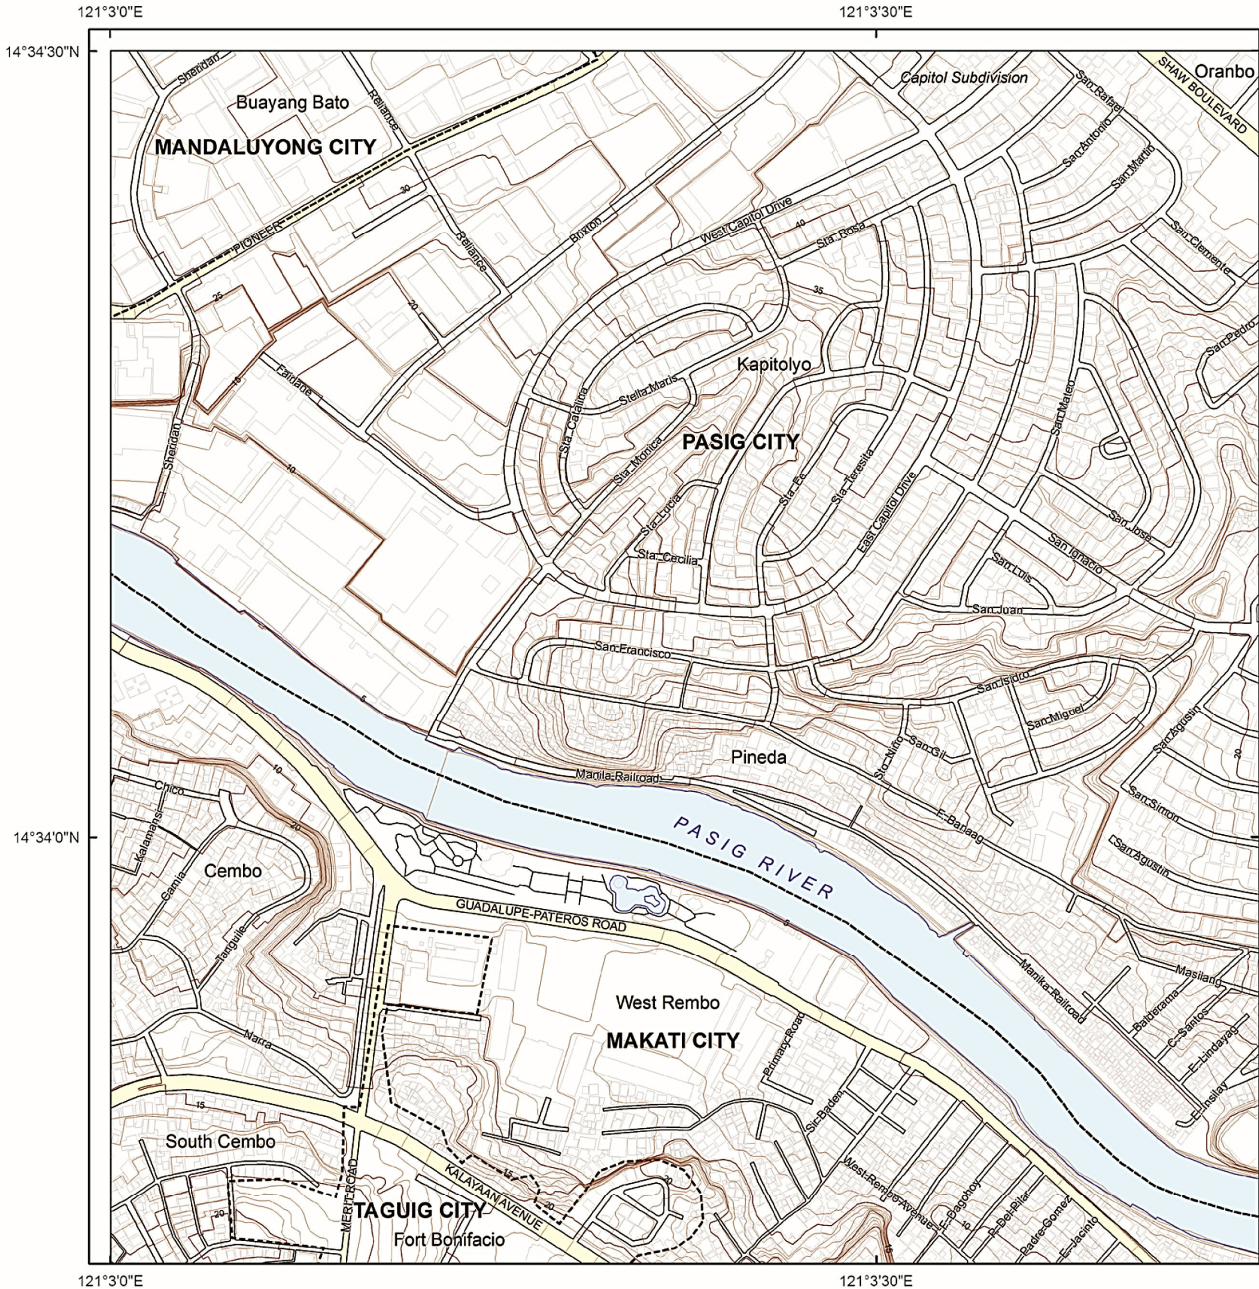 121°3'0"E
121°3'30"E
14°34'30"N
Sheridan
Buayang Bato
Reliance
MANDALUYONG CITY
Capitol Subdivision
San Rafael
SHAW BOULEVARD
Oranbo
San Antonio
San Martin
30
PIONEER
Reliance
Brixton
West Capitol Drive
40
Sta. Rosa
San Clemente
25
20
35
San Pedro
15
Fairlane
Kapitolyo
Stella Maris
Sta. Catalina
San Mateo
PASIG CITY
Sheridan
10
Sta. Monica
Sta. Fe
Sta. Teresita
Sta. Lucia
East Capitol Drive
San Jose
Sta. Cecilia
San Ignacio
San Luis
San Juan
San Francisco
5
San Isidro
San Miguel
San Agustin
Sto. Niño
San Gil
20
Pineda
10
Manila Railroad
Chico
San Simon
14°34'0"N
Kalamansi
20
PASIG RIVER
E. Banaag
San Agustin
Cembo
Camia
GUADALUPE-PATEROS ROAD
5
Tanguile
Manika Railroad
Masilang
West Rembo
Balderama
C. Santos
E. Lindayag
Narra
MAKATI CITY
Primary Road
15
Sir Baden
South Cembo
15
20
West Rembo Avenue
KALAYAAN AVENUE
MERIT ROAD
20
20
TAGUIG CITY
Fort Bonifacio
E. Pagohoy
10
P. Del Pilar
Padre Gomez
E. Jacinto
15
121°3'0"E
121°3'30"E